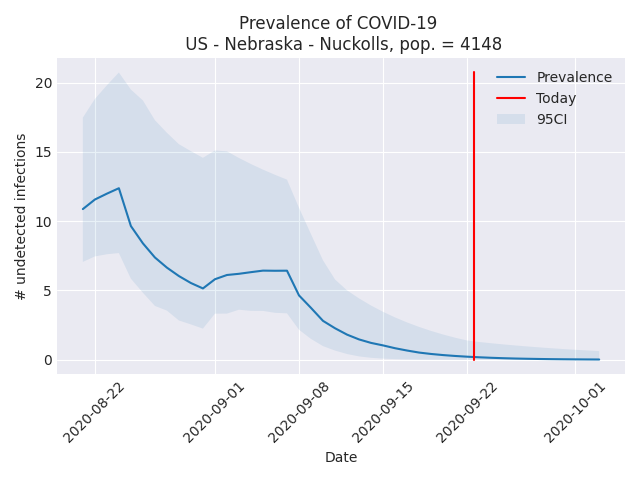 Prevalence of COVID-19
US - Nebraska - Nuckolls, pop. = 4148
Prevalence
Today
95CI
20
15
10
5
0
# undetected infections
2020-08-22
2020-09-01
2020-09-08
2020-09-15
2020-09-22
2020-10-01
Date